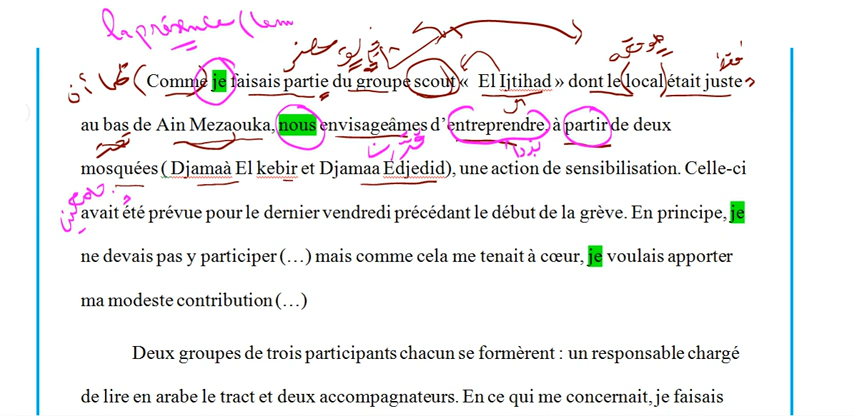 la présence (lem
Comme je faisais partie du groupe scout « El Ijtihad » dont le (local) était juste
au bas de Ain Mezaouka, nous envisageâmes d’entreprendre, à partir de deux
mosquées ( Djamaà El kebir et Djamaa Edjedid), une action de sensibilisation. Celle-ci
avait été prévue pour le dernier vendredi précédant le début de la grève. En principe, je
ne devais pas y participer (…) mais comme cela me tenait à cœur, je voulais apporter
ma modeste contribution (…)
Deux groupes de trois participants chacun se formèrent : un responsable chargé
de lire en arabe le tract et deux accompagnateurs. En ce qui me concernait, je faisais